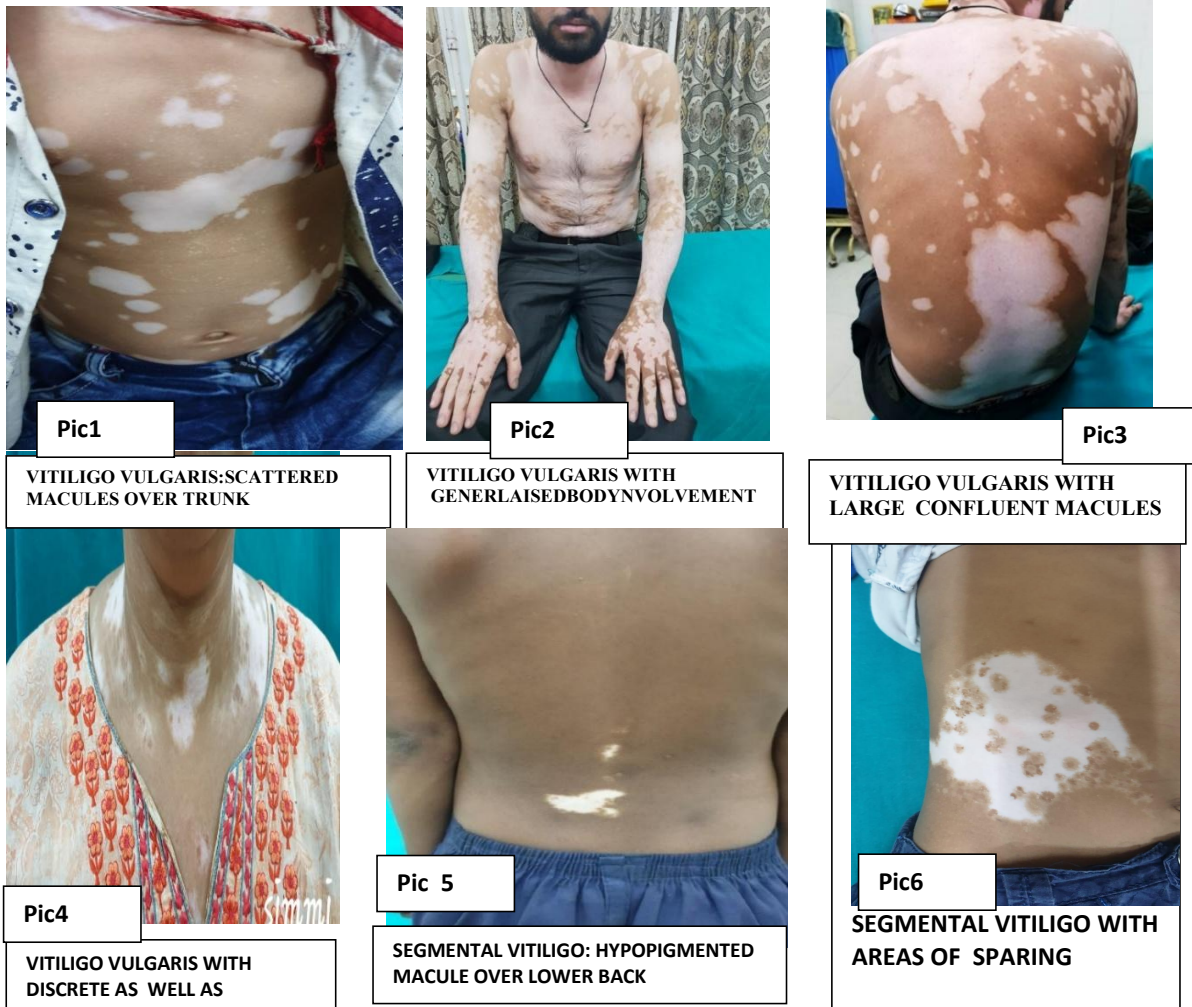 Pic1
VITILIGO VULGARIS:SCATTERED
MACULES OVER TRUNK
Pic2
VITILIGO VULGARIS WITH
GENERLAISEDBODYNVOLVEMENT
Pic3
VITILIGO VULGARIS WITH
LARGE CONFLUENT MACULES
simmi
Pic4
VITILIGO VULGARIS WITH
DISCRETE AS WELL AS
Pic 5
SEGMENTAL VITILIGO: HYPOPIGMENTED
MACULE OVER LOWER BACK
Pic6
SEGMENTAL VITILIGO WITH
AREAS OF SPARING